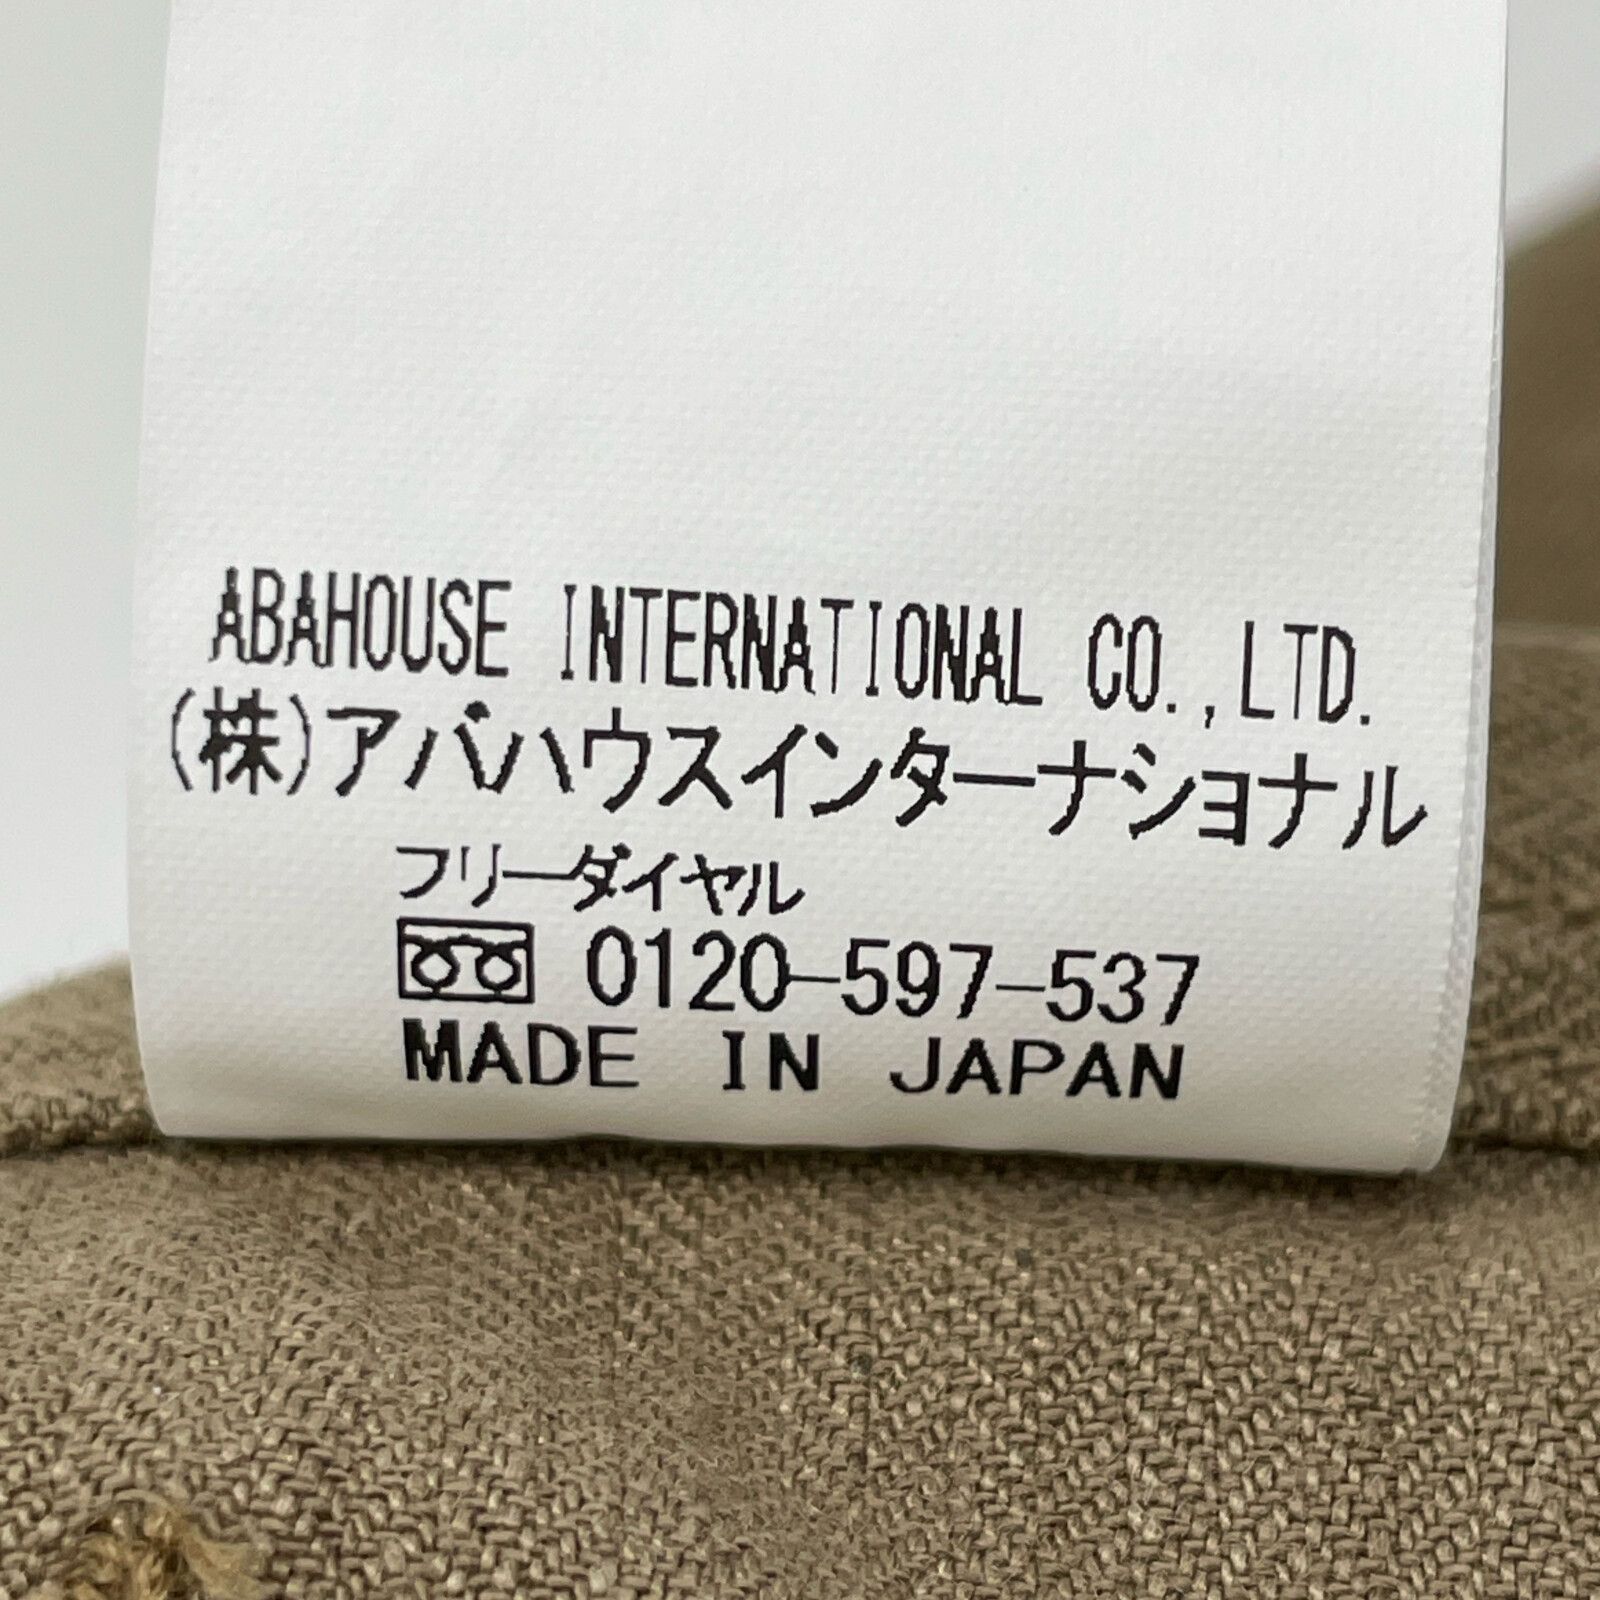 ABAHOUSE INTERNATIONAL CO.,LTD.
(株)アバハウスインターナショナル
フリーダイヤル
0120-597-537
MADE IN JAPAN